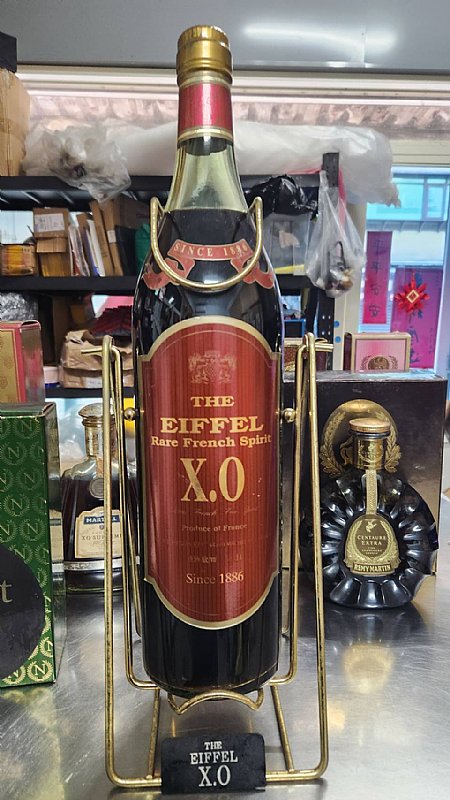 SINCE 1886
THE
EIFFEL
Rare French Spirit
X.O
Produce of France
Since 1886
MARTELL
XO SUPREME
CENTAURE
EXTRA
REMY MARTIN
THE
EIFFEL
X.O